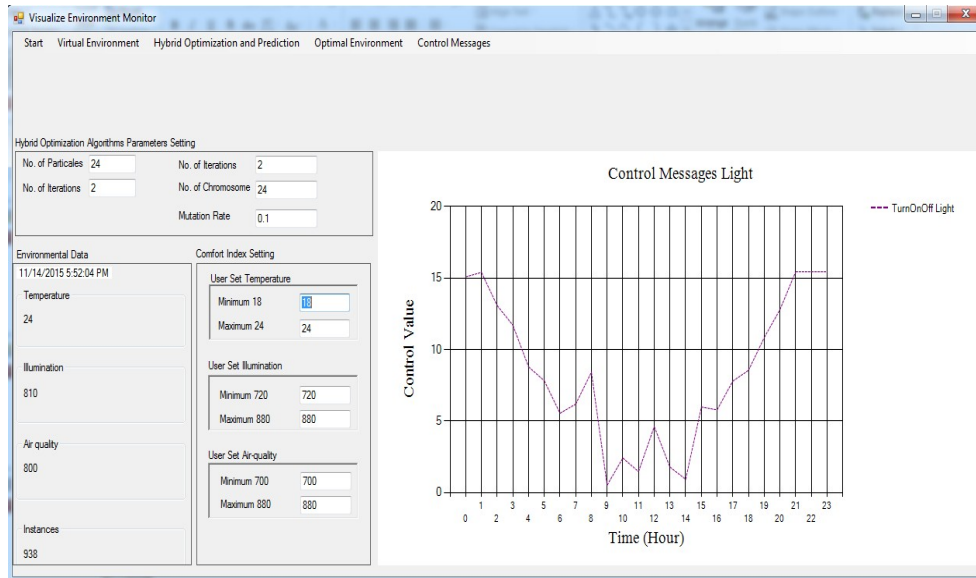 Visualize Environment Monitor
Start Virtual Environment Hybrid Optimization and Prediction Optimal Environment Control Messages
Hybrid Optimization Algorithms Parameters Setting
No. of Particales 24 No. of Iterations 2
No. of Iterations 2 No. of Chromosome 24
Mutation Rate 0.1
Environmental Data
11/14/2015 5:52:04 PM
Temperature
24
Illumination
810
Air quality
800
Instances
938
Comfort Index Setting
User Set Temperature
Minimum 18 18
Maximum 24 24
User Set Illumination
Minimum 720 720
Maximum 880 880
User Set Air-quality
Minimum 700 700
Maximum 880 880
Control Messages Light
TurnOnOff Light
Control Value
20
15
10
5
0
1 3 5 7 9 11 13 15 17 19 21 23
0 2 4 6 8 10 12 14 16 18 20 22
Time (Hour)